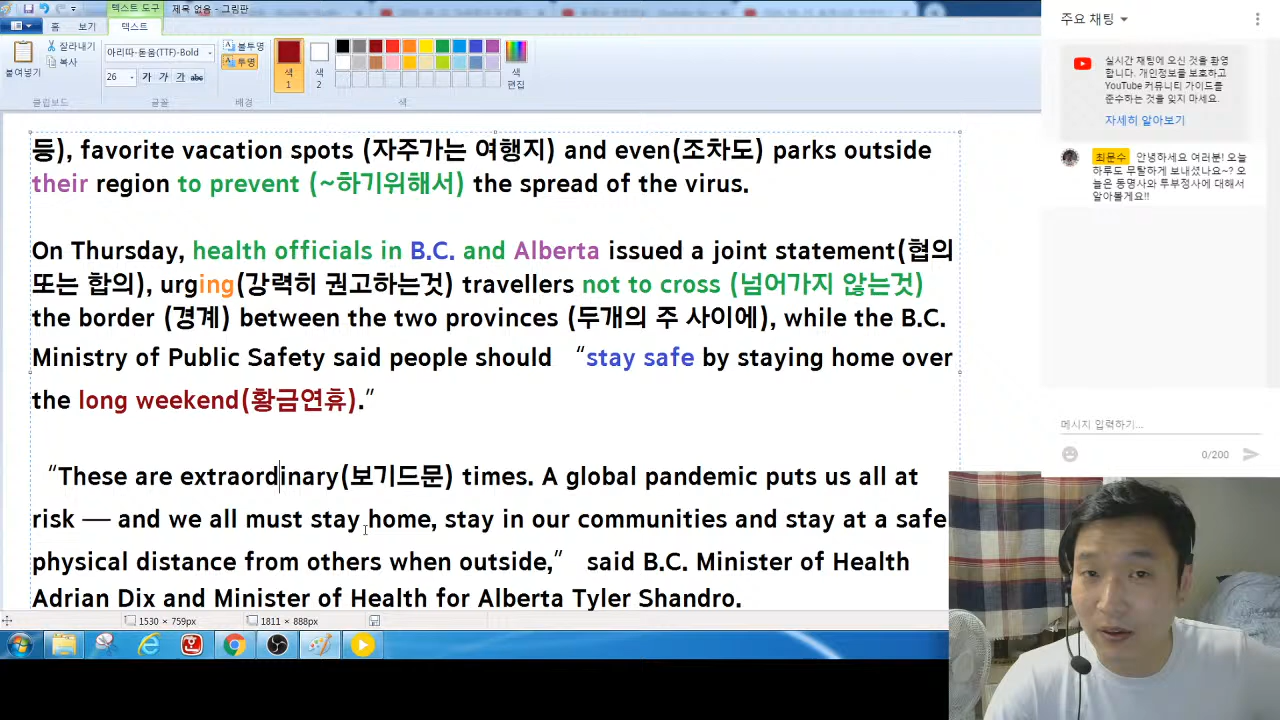 텍스트 도구
제목 없음 - 그림판
홈
보기
텍스트
붙여넣기
잘라내기
복사
클립보드
아리따-돋움(TTF)-Bold
26
가 가 가 abc
글꼴
불투명
투명
배경
색
1
색
2
색
편집
색
등), favorite vacation spots (자주가는 여행지) and even(조차도) parks outside
their region to prevent (~하기위해서) the spread of the virus.
On Thursday, health officials in B.C. and Alberta issued a joint statement(협의
또는 합의), urging(강력히 권고하는것) travellers not to cross (넘어가지 않는것)
the border (경계) between the two provinces (두개의 주 사이에), while the B.C.
Ministry of Public Safety said people should “stay safe by staying home over
the long weekend(황금연휴).”
“These are extraordinary(보기드문) times. A global pandemic puts us all at
risk — and we all must stay home, stay in our communities and stay at a safe
physical distance from others when outside,” said B.C. Minister of Health
Adrian Dix and Minister of Health for Alberta Tyler Shandro.
1530 × 759px
1811 × 888px
주요 채팅
실시간 채팅에 오신 것을 환영
합니다. 개인정보를 보호하고
YouTube 커뮤니티 가이드를
준수하는 것을 잊지 마세요.
자세히 알아보기
최문수 안녕하세요 여러분! 오늘
하루도 무탈하게 보내셨나요~? 오
늘은 동명사와 투부정사에 대해서
알아볼게요!!
메시지 입력하기...
0/200